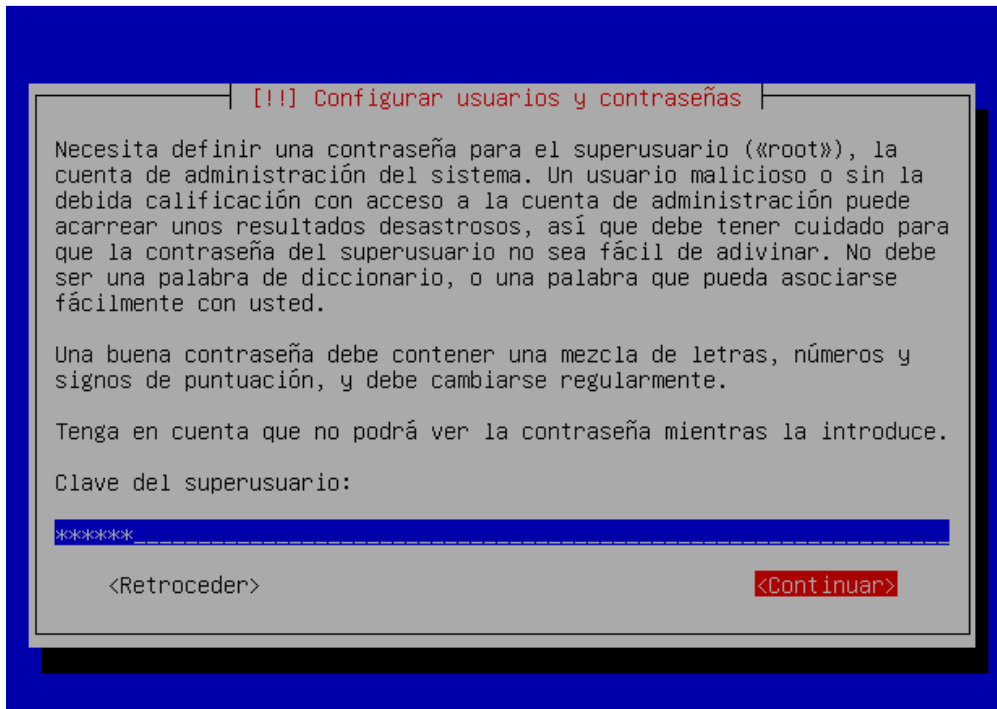 [!!] Configurar usuarios y contraseñas
Necesita definir una contraseña para el superusuario («root»), la
cuenta de administración del sistema. Un usuario malicioso o sin la
debida calificación con acceso a la cuenta de administración puede
acarrear unos resultados desastrosos, así que debe tener cuidado para
que la contraseña del superusuario no sea fácil de adivinar. No debe
ser una palabra de diccionario, o una palabra que pueda asociarse
fácilmente con usted.
Una buena contraseña debe contener una mezcla de letras, números y
signos de puntuación, y debe cambiarse regularmente.
Tenga en cuenta que no podrá ver la contraseña mientras la introduce.
Clave del superusuario:
******
<Retroceder> <Continuar>